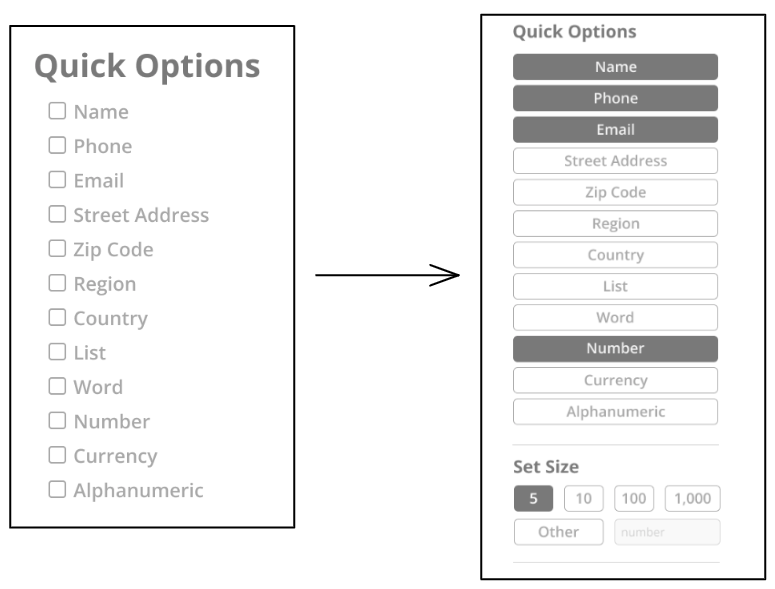 Quick Options
Name
Phone
Email
Street Address
Zip Code
Region
Country
List
Word
Number
Currency
Alphanumeric
Quick Options
Name
Phone
Email
Street Address
Zip Code
Region
Country
List
Word
Number
Currency
Alphanumeric
Set Size
5 10 100 1,000
Other number